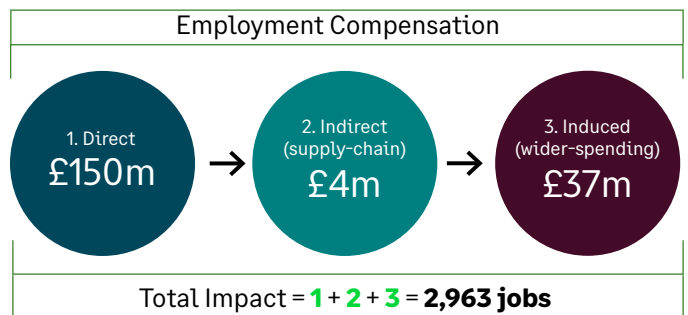 Employment Compensation
1. Direct
£150m
2. Indirect
(supply-chain)
£4m
3. Induced
(wider-spending)
£37m
Total Impact = 1 + 2 + 3 = 2,963 jobs